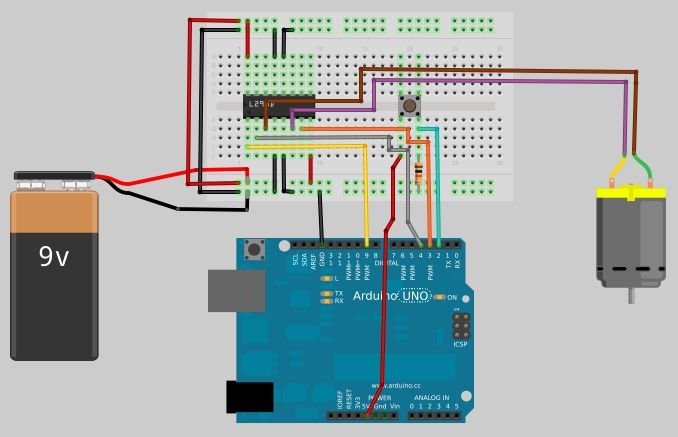 L293D
9v
SCL
SDA
AREF
GND
13
12
PWM 11
PWM 10
PWM 9
8
DIGITAL
7
PWM 6
PWM 5
4
PWM 3
2
TX 1
RX 0
L
TX
RX
Arduino UNO
ON
1
ICSP
www.arduino.cc
POWER
ANALOG IN
IOREF
RESET
3V3
5V
Gnd
Vin
0 1 2 3 4 5